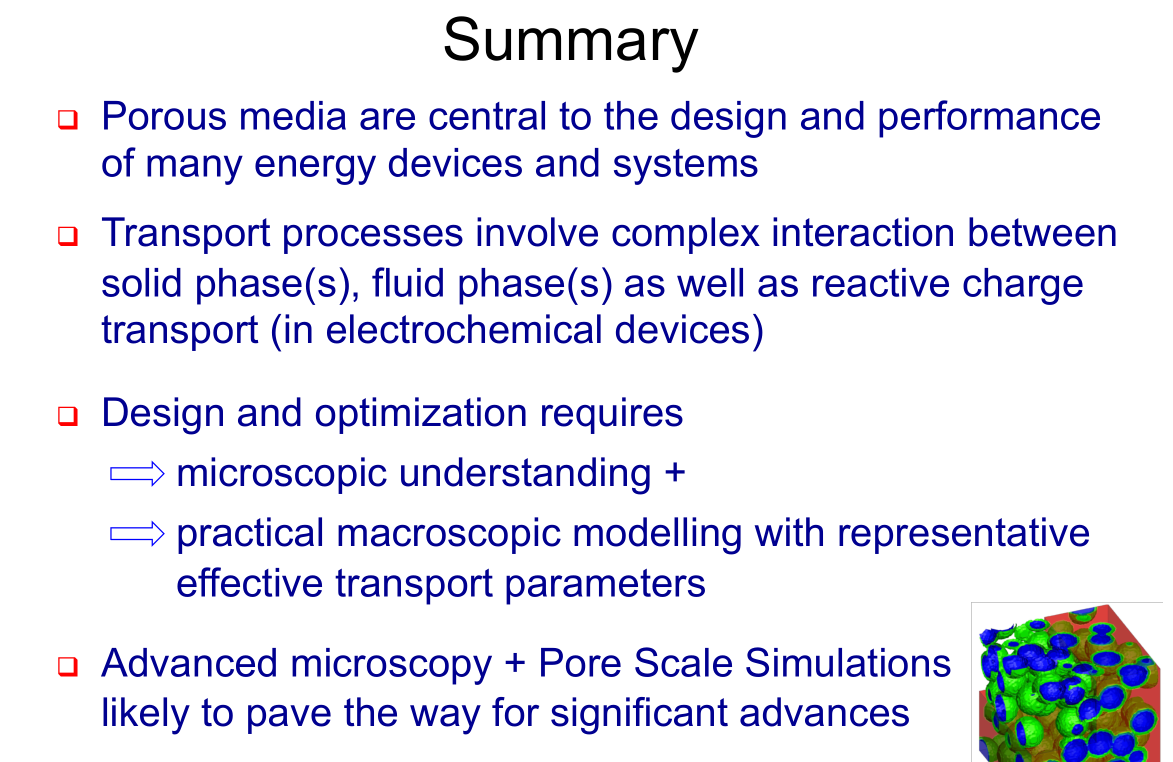 Summary
Porous media are central to the design and performance
of many energy devices and systems
Transport processes involve complex interaction between
solid phase(s), fluid phase(s) as well as reactive charge
transport (in electrochemical devices)
Design and optimization requires
microscopic understanding +
practical macroscopic modelling with representative
effective transport parameters
Advanced microscopy + Pore Scale Simulations
likely to pave the way for significant advances